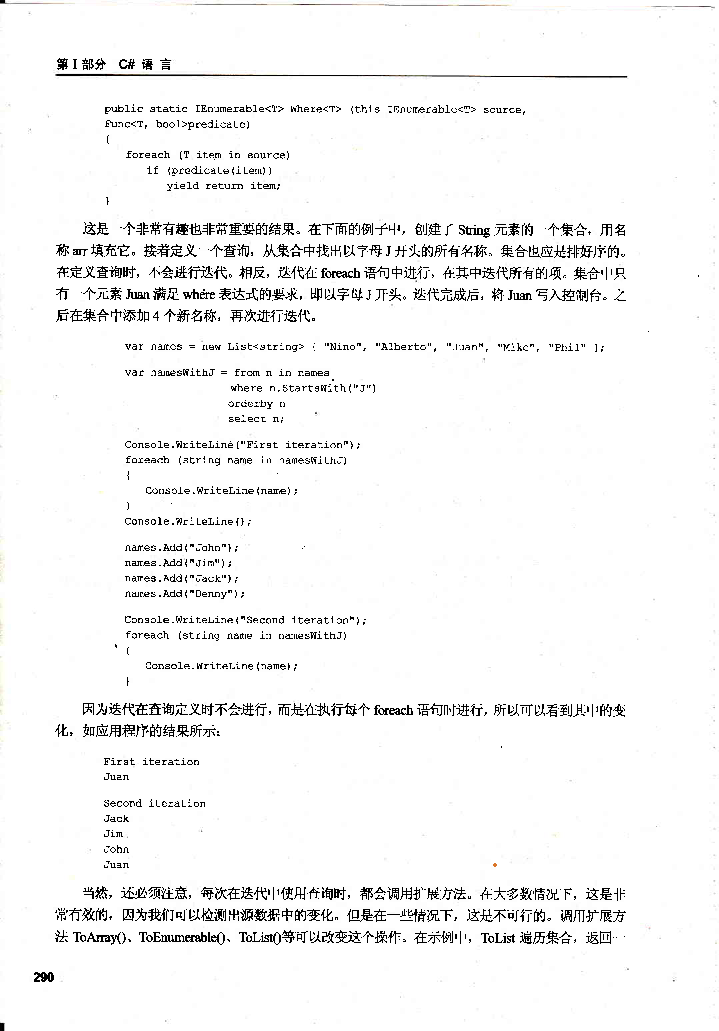 第 I 部分 C# 语 言
public static IEnumerable<T> Where<T> (this IEnumerable<T> source,
Func<T, bool>predicate)
{
foreach (T item in source)
if (predicate(item))
yield return item;
}
这是一个非常有趣也非常重要的结果。在下面的例子中，创建了 String 元素的一个集合，用名
称 arr 填充它。接着定义一个查询，从集合中找出以字母 J 开头的所有名称。集合也应是排好序的。
在定义查询时，不会进行迭代。相反，迭代在 foreach 语句中进行，在其中迭代所有的项。集合中只
有一个元素 Juan 满足 where 表达式的要求，即以字母 J 开头。迭代完成后，将 Juan 写入控制台。之
后在集合中添加 4 个新名称，再次进行迭代。
var names = new List<string> { "Nino", "Alberto", "Juan", "Mike", "Phil" };
var namesWithJ = from n in names
where n.StartsWith("J")
orderby n
select n;
Console.WriteLine("First iteration");
foreach (string name in namesWithJ)
{
Console.WriteLine(name);
}
Console.WriteLine();
names.Add("John");
names.Add("Jim");
names.Add("Jack");
names.Add("Denny");
Console.WriteLine("Second iteration");
foreach (string name in namesWithJ)
{
Console.WriteLine(name);
}
因为迭代在查询定义时不会进行，而是在执行每个 foreach 语句时进行，所以可以看到其中的变
化，如应用程序的结果所示：
First iteration
Juan
Second iteration
Jack
Jim
John
Juan
当然，还必须注意，每次在迭代中使用查询时，都会调用扩展方法。在大多数情况下，这是非
常有效的，因为我们可以检测出源数据中的变化。但是在一些情况下，这是不可行的。调用扩展方
法 ToArray()、ToEnumerable()、ToList()等可以改变这个操作。在示例中，ToList 遍历集合，返回一
290